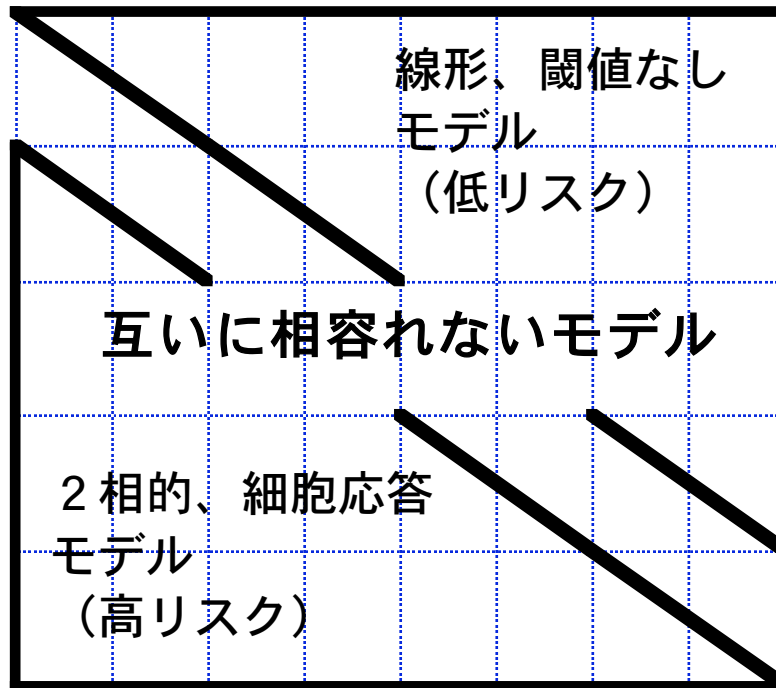 線形、閾値なし
モデル
（低リスク）
互いに相容れないモデル
２相的、細胞応答
モデル
（高リスク）